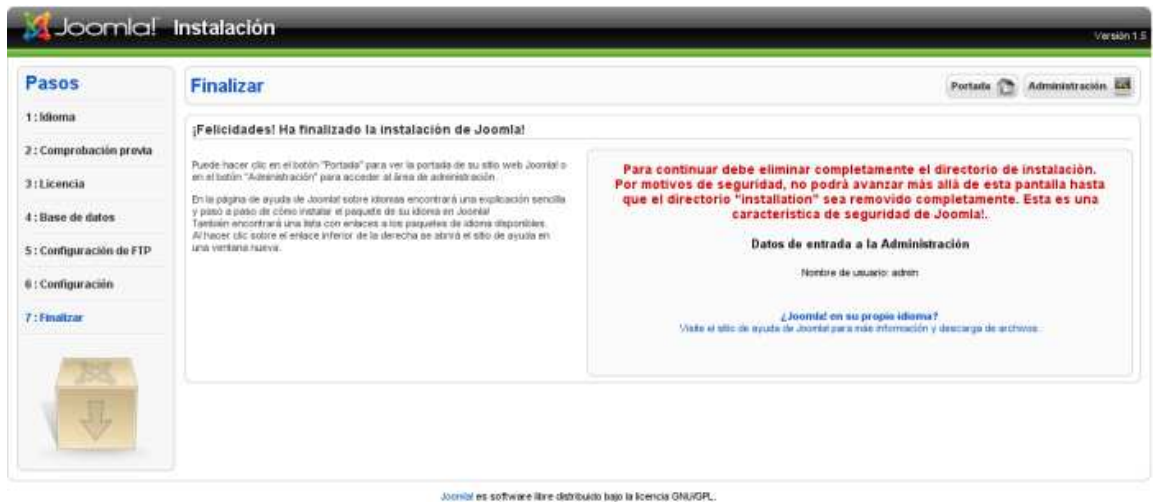 Joomla! Instalación
Versión 1.5
Pasos
1 : Idioma
2 : Comprobación previa
3 : Licencia
4 : Base de datos
5 : Configuración de FTP
6 : Configuración
7 : Finalizar
Finalizar
Portada
Administración
¡Felicidades! Ha finalizado la instalación de Joomla!
Puede hacer clic en el botón "Portada" para ver la portada de su sitio web Joomla! o
en el botón "Administración" para acceder al área de administración.
En la página de ayuda de Joomla! sobre idiomas encontrará una explicación sencilla
y paso a paso de cómo instalar el paquete de su idioma en Joomla!
También encontrará una lista con enlaces a los paquetes de idioma disponibles.
Al hacer clic sobre el enlace inferior de la derecha se abrirá el sitio de ayuda en
una ventana nueva.
Para continuar debe eliminar completamente el directorio de instalación.
Por motivos de seguridad, no podrá avanzar más allá de esta pantalla hasta
que el directorio "installation" sea removido completamente. Esta es una
característica de seguridad de Joomla!.
Datos de entrada a la Administración
Nombre de usuario: admin
¿Joomla! en su propio idioma?
Visite el sitio de ayuda de Joomla! para más información y descarga de archivos.
Joomla! es software libre distribuido bajo la licencia GNU/GPL.